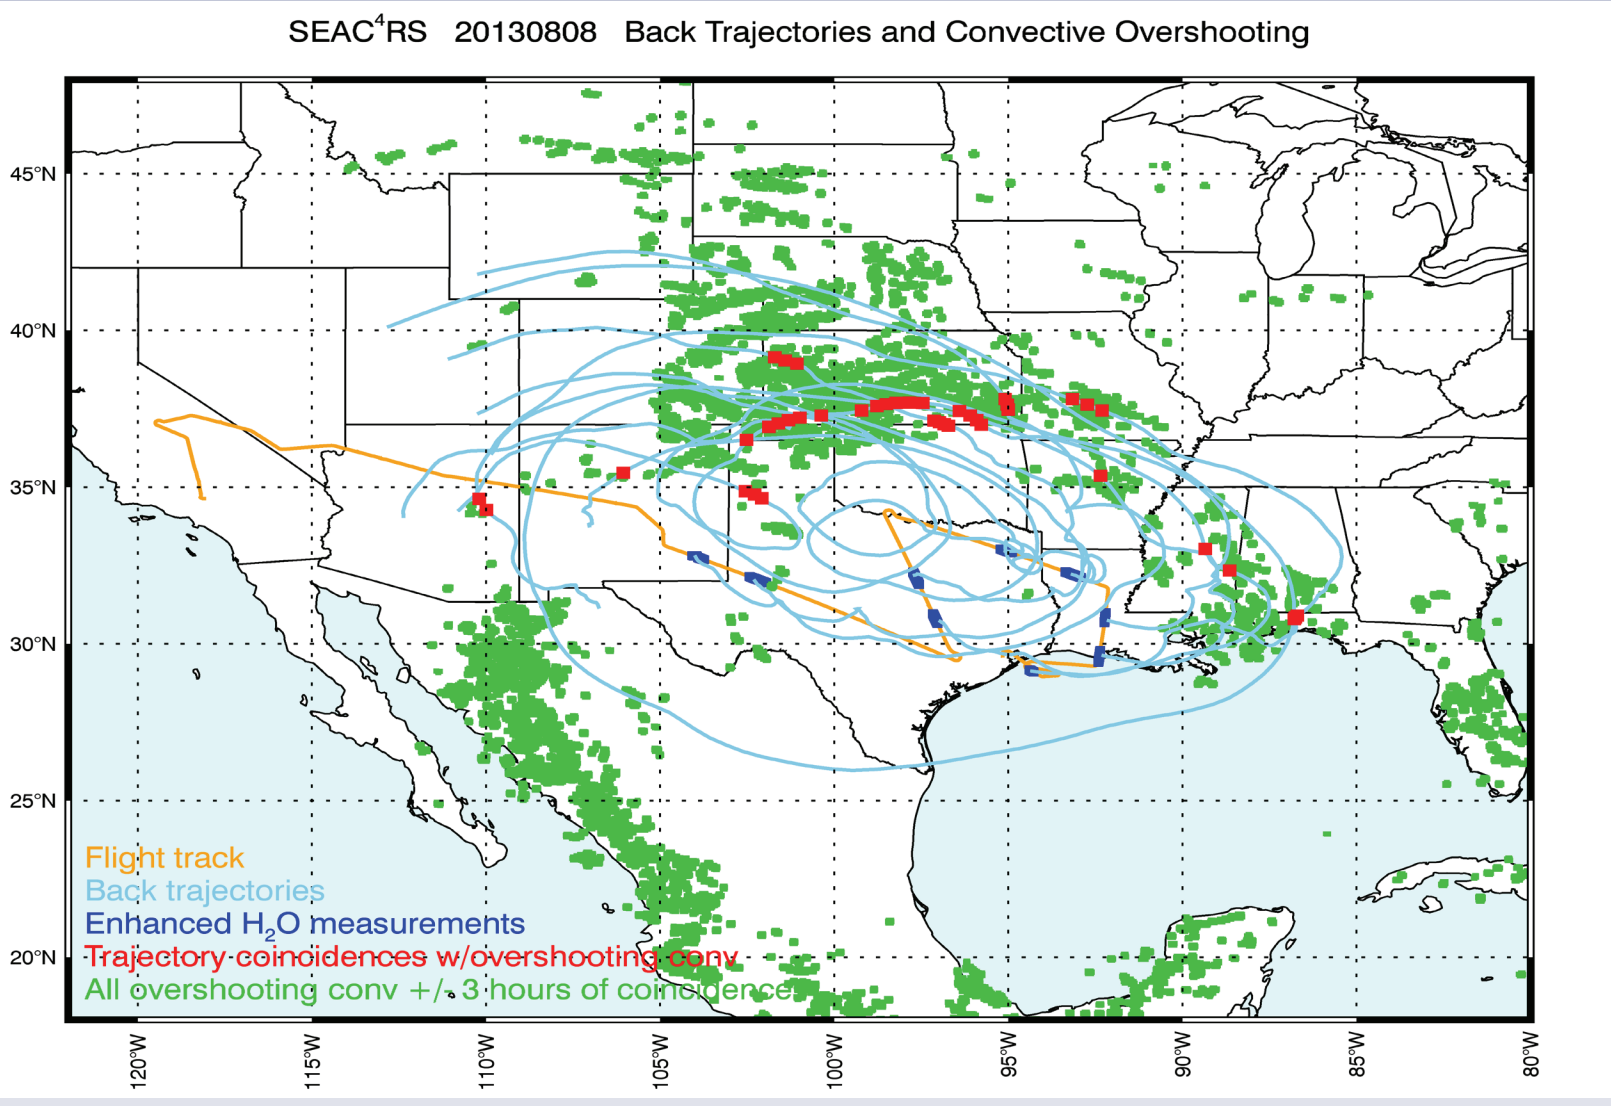 SEAC⁴RS 20130808 Back Trajectories and Convective Overshooting
45°N
40°N
35°N
30°N
25°N
20°N
Flight track
Back trajectories
Enhanced H₂O measurements
Trajectory coincidences w/overshooting conv
All overshooting conv +/- 3 hours of coincidence
120°W
115°W
110°W
105°W
100°W
95°W
90°W
85°W
80°W